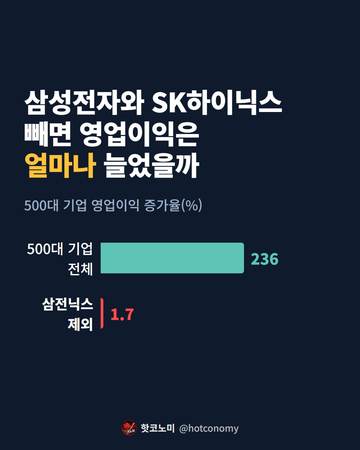 삼성전자와 SK하이닉스
빼면 영업이익은
얼마나 늘었을까
500대 기업 영업이익 증가율(%)
500대 기업
전체
236
삼전닉스
제외
1.7
핫코노미 @hotconomy